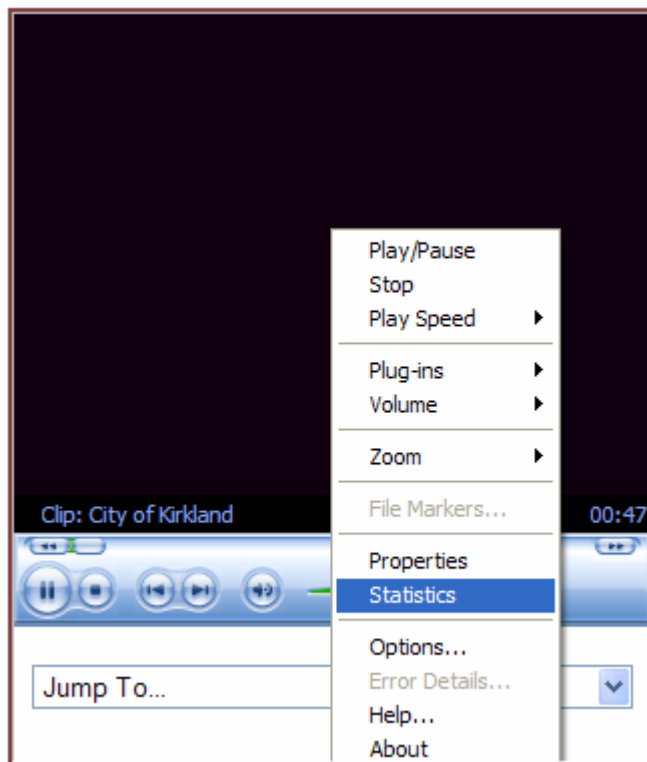 Play/Pause
Stop
Play Speed
Plug-ins
Volume
Zoom
File Markers...
Clip: City of Kirkland
00:47
Properties
Statistics
Options...
Error Details...
Help...
About
Jump To...